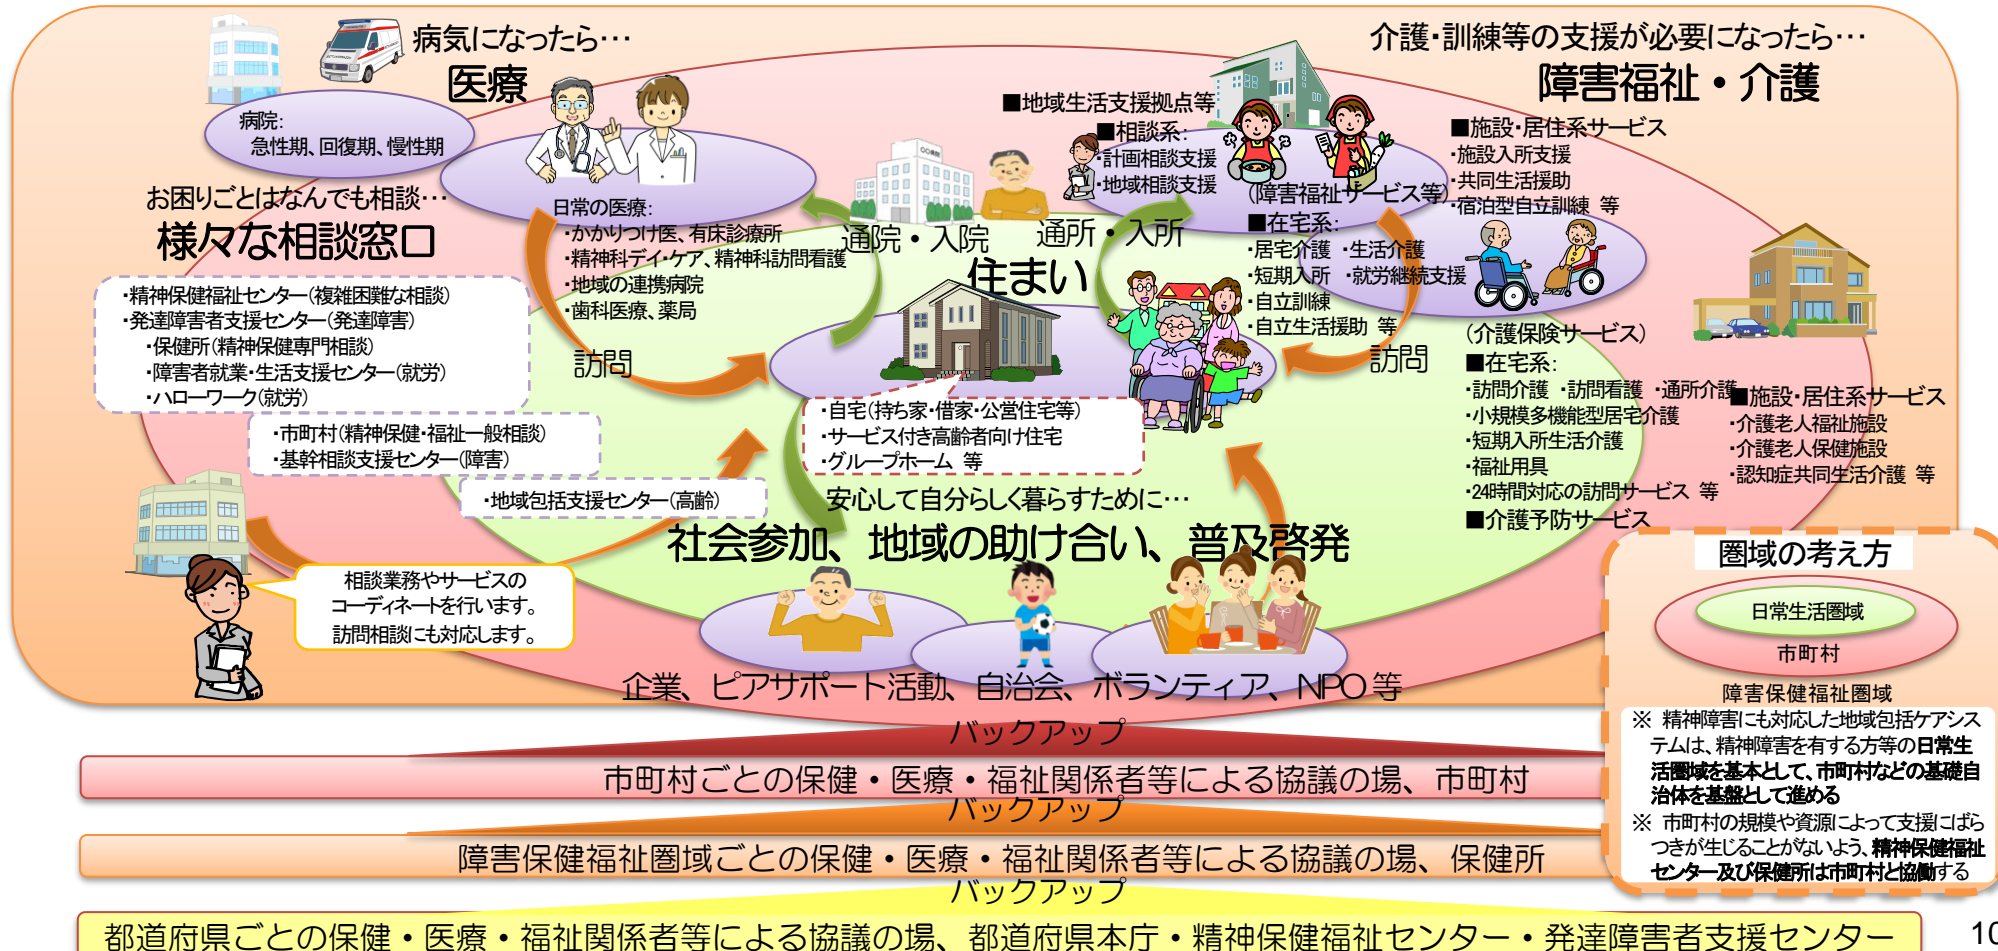 病気になったら…
医療
病院：
急性期、回復期、慢性期
日常の医療：
・かかりつけ医、有床診療所
・精神科デイ・ケア、精神科訪問看護
・地域の連携病院
・歯科医療、薬局
訪問
通院・入院
○○病院
お困りごとはなんでも相談…
様々な相談窓口
・精神保健福祉センター(複雑困難な相談)
・発達障害者支援センター(発達障害)
・保健所(精神保健専門相談)
・障害者就業・生活支援センター(就労)
・ハローワーク(就労)
・市町村(精神保健・福祉一般相談)
・基幹相談支援センター(障害)
・地域包括支援センター(高齢)
相談業務やサービスの
コーディネートを行います。
訪問相談にも対応します。
住まい
・自宅(持ち家・借家・公営住宅等)
・サービス付き高齢者向け住宅
・グループホーム 等
通所・入所
介護・訓練等の支援が必要になったら…
障害福祉・介護
■地域生活支援拠点等
■相談系：
・計画相談支援
・地域相談支援
(障害福祉サービス等)
■在宅系：
・居宅介護 ・生活介護
・短期入所 ・就労継続支援
・自立訓練
・自立生活援助 等
■施設・居住系サービス
・施設入所支援
・共同生活援助
・宿泊型自立訓練 等
訪問
(介護保険サービス)
■在宅系：
・訪問介護 ・訪問看護 ・通所介護
・小規模多機能型居宅介護
・短期入所生活介護
・福祉用具
・24時間対応の訪問サービス 等
■介護予防サービス
■施設・居住系サービス
・介護老人福祉施設
・介護老人保健施設
・認知症共同生活介護 等
安心して自分らしく暮らすために…
社会参加、地域の助け合い、普及啓発
企業、ピアサポート活動、自治会、ボランティア、NPO 等
バックアップ
市町村ごとの保健・医療・福祉関係者等による協議の場、市町村
バックアップ
障害保健福祉圏域ごとの保健・医療・福祉関係者等による協議の場、保健所
バックアップ
都道府県ごとの保健・医療・福祉関係者等による協議の場、都道府県本庁・精神保健福祉センター・発達障害者支援センター
圏域の考え方
日常生活圏域
市町村
障害保健福祉圏域
※ 精神障害にも対応した地域包括ケアシス
テムは、精神障害を有する方等の日常生
活圏域を基本として、市町村などの基礎自
治体を基盤として進める
※ 市町村の規模や資源によって支援にばら
つきが生じることがないよう、精神保健福祉
センター及び保健所は市町村と協働する
10